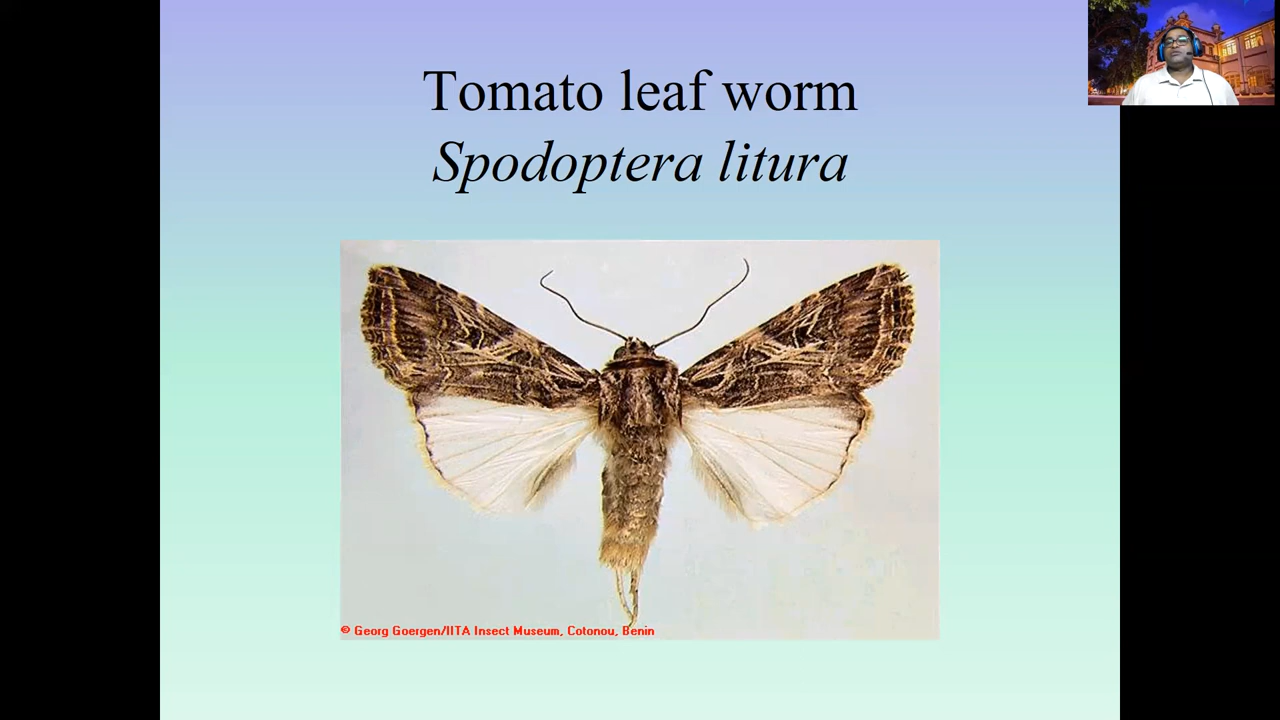 Tomato leaf worm
Spodoptera litura
© Georg Goergen/IITA Insect Museum, Cotonou, Benin